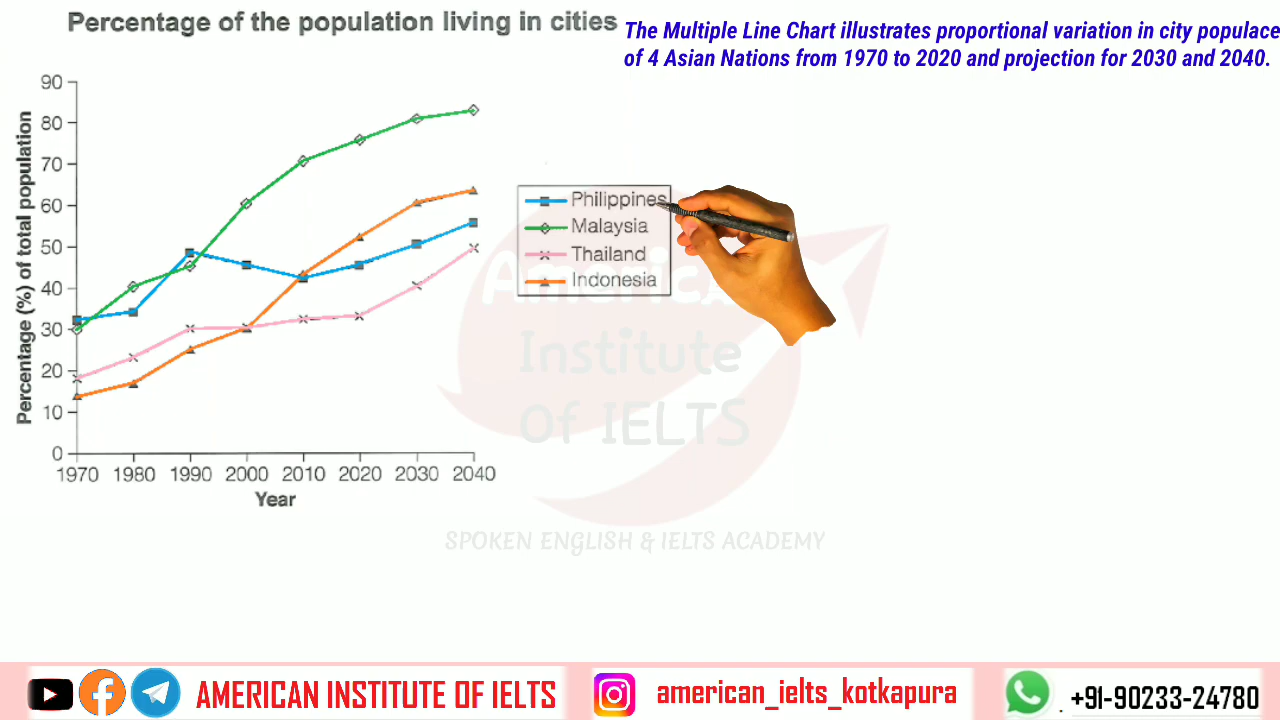 Percentage of the population living in cities
The Multiple Line Chart illustrates proportional variation in city populace
of 4 Asian Nations from 1970 to 2020 and projection for 2030 and 2040.
Percentage (%) of total population
90
80
70
60
50
40
30
20
10
0
1970 1980 1990 2000 2010 2020 2030 2040
Year
Philippines
Malaysia
Thailand
Indonesia
America
Institute
Of IELTS
SPOKEN ENGLISH & IELTS ACADEMY
AMERICAN INSTITUTE OF IELTS
american_ielts_kotkapura
. +91-90233-24780